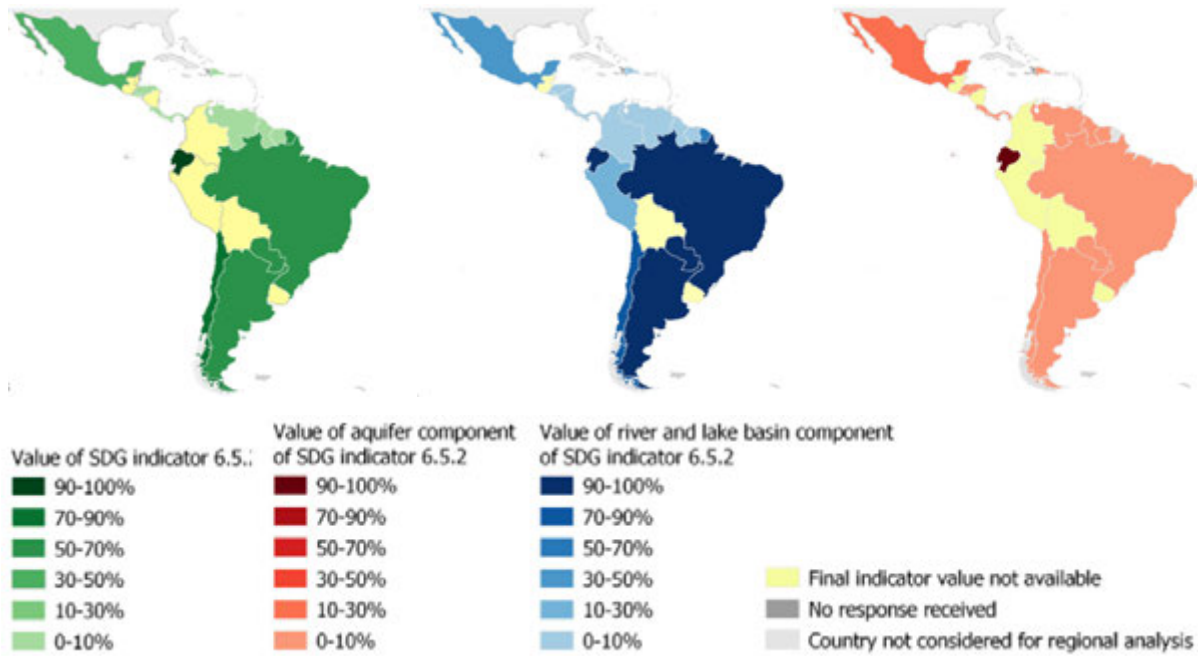 Value of SDG indicator 6.5.:
90-100%
70-90%
50-70%
30-50%
10-30%
0-10%
Value of aquifer component
of SDG indicator 6.5.2
90-100%
70-90%
50-70%
30-50%
10-30%
0-10%
Value of river and lake basin component
of SDG indicator 6.5.2
90-100%
70-90%
50-70%
30-50%
10-30%
0-10%
Final indicator value not available
No response received
Country not considered for regional analysis